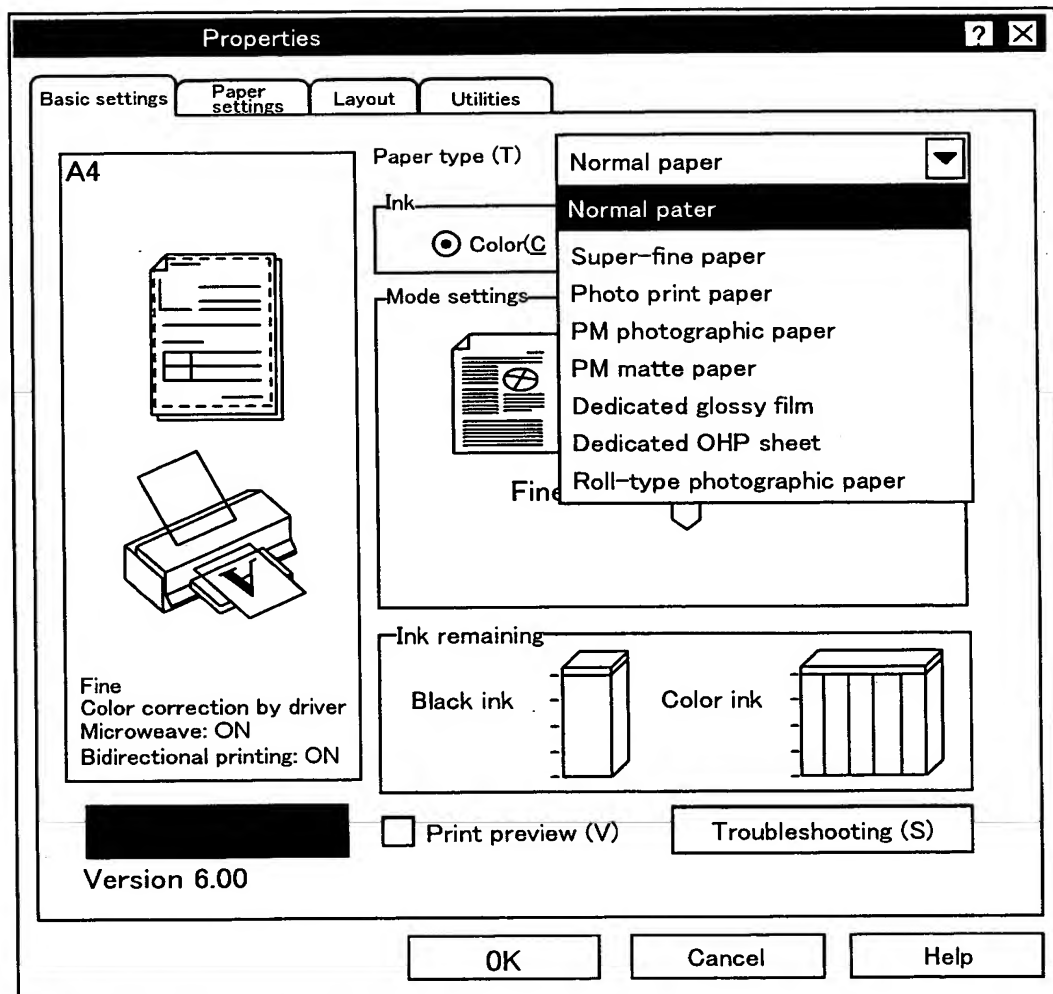 Properties ? X
Basic settings
Paper settings
Layout
Utilities
A4
Paper type (T)
Normal paper
Normal pater
Super-fine paper
Photo print paper
PM photographic paper
PM matte paper
Dedicated glossy film
Dedicated OHP sheet
Roll-type photographic paper
Ink
Color(C
Mode settings
Fine
A
Fine
Color correction by driver
Microweave: ON
Bidirectional printing: ON
Ink remaining
Black ink
Color ink
Print preview (V)
Troubleshooting (S)
Version 6.00
OK
Cancel
Help